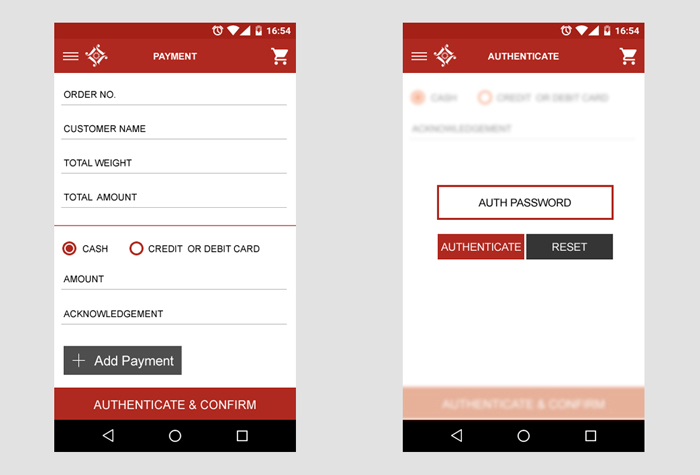 16:54
PAYMENT
ORDER NO.
CUSTOMER NAME
TOTAL WEIGHT
TOTAL AMOUNT
CASH
CREDIT OR DEBIT CARD
AMOUNT
ACKNOWLEDGEMENT
Add Payment
AUTHENTICATE & CONFIRM
16:54
AUTHENTICATE
CASH
CREDIT OR DEBIT CARD
ACKNOWLEDGEMENT
AUTH PASSWORD
AUTHENTICATE
RESET
AUTHENTICATE & CONFIRM